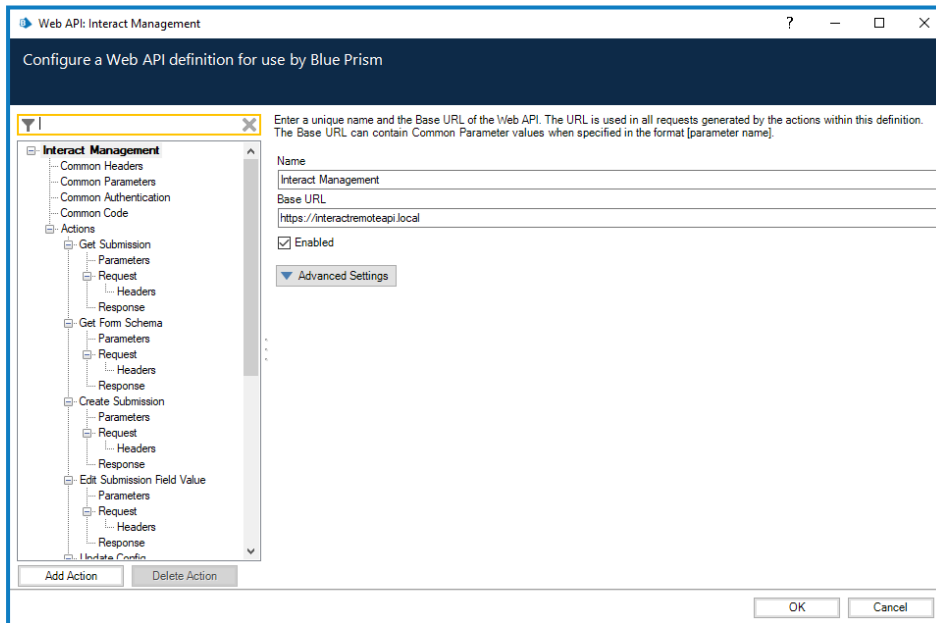 Web API: Interact Management
?
Configure a Web API definition for use by Blue Prism
Interact Management
Common Headers
Common Parameters
Common Authentication
Common Code
Actions
Get Submission
Parameters
Request
Headers
Response
Get Form Schema
Parameters
Request
Headers
Response
Create Submission
Parameters
Request
Headers
Response
Edit Submission Field Value
Parameters
Request
Headers
Response
Update Config
Add Action
Delete Action
Enter a unique name and the Base URL of the Web API. The URL is used in all requests generated by the actions within this definition.
The Base URL can contain Common Parameter values when specified in the format [parameter name].
Name
Interact Management
Base URL
https://interactremoteapi.local
Enabled
Advanced Settings
OK
Cancel